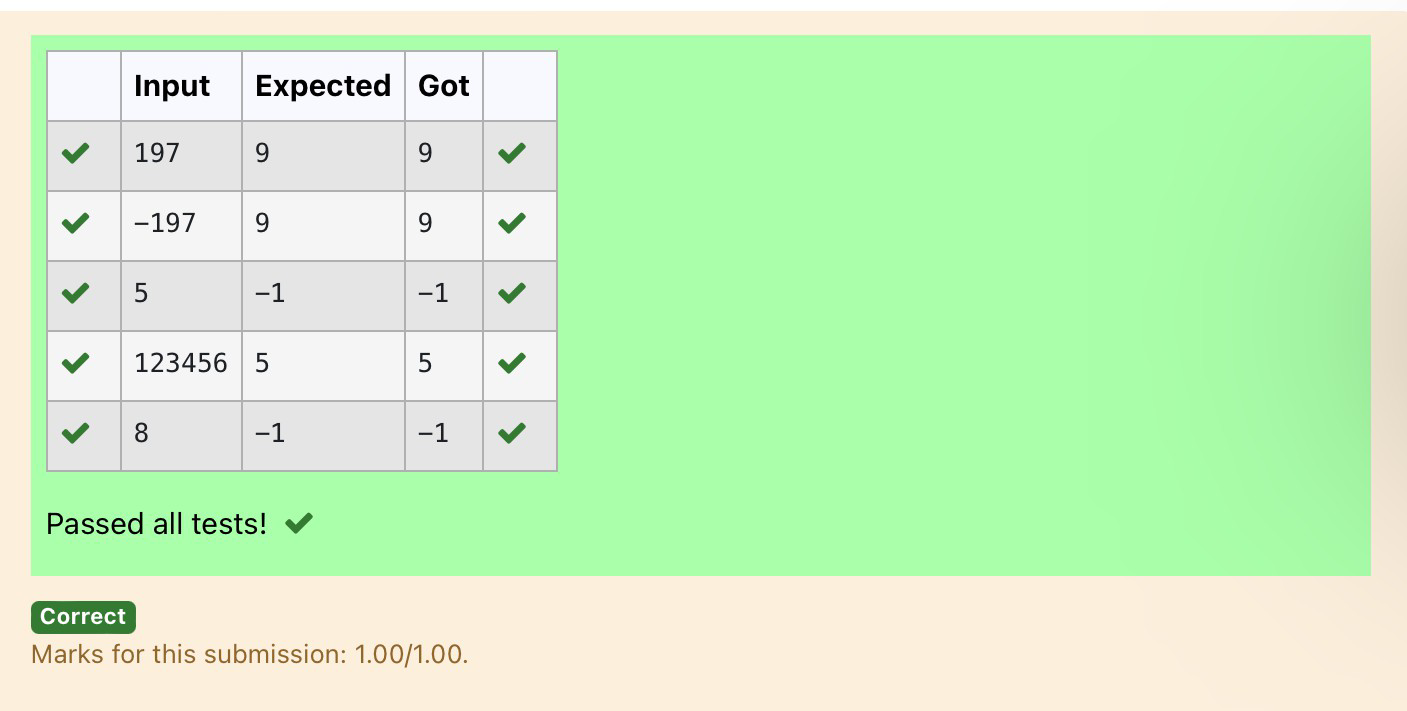 Input Expected Got
197 9 9
–197 9 9
5 –1 –1
123456 5 5
8 –1 –1
Passed all tests!
Correct
Marks for this submission: 1.00/1.00.